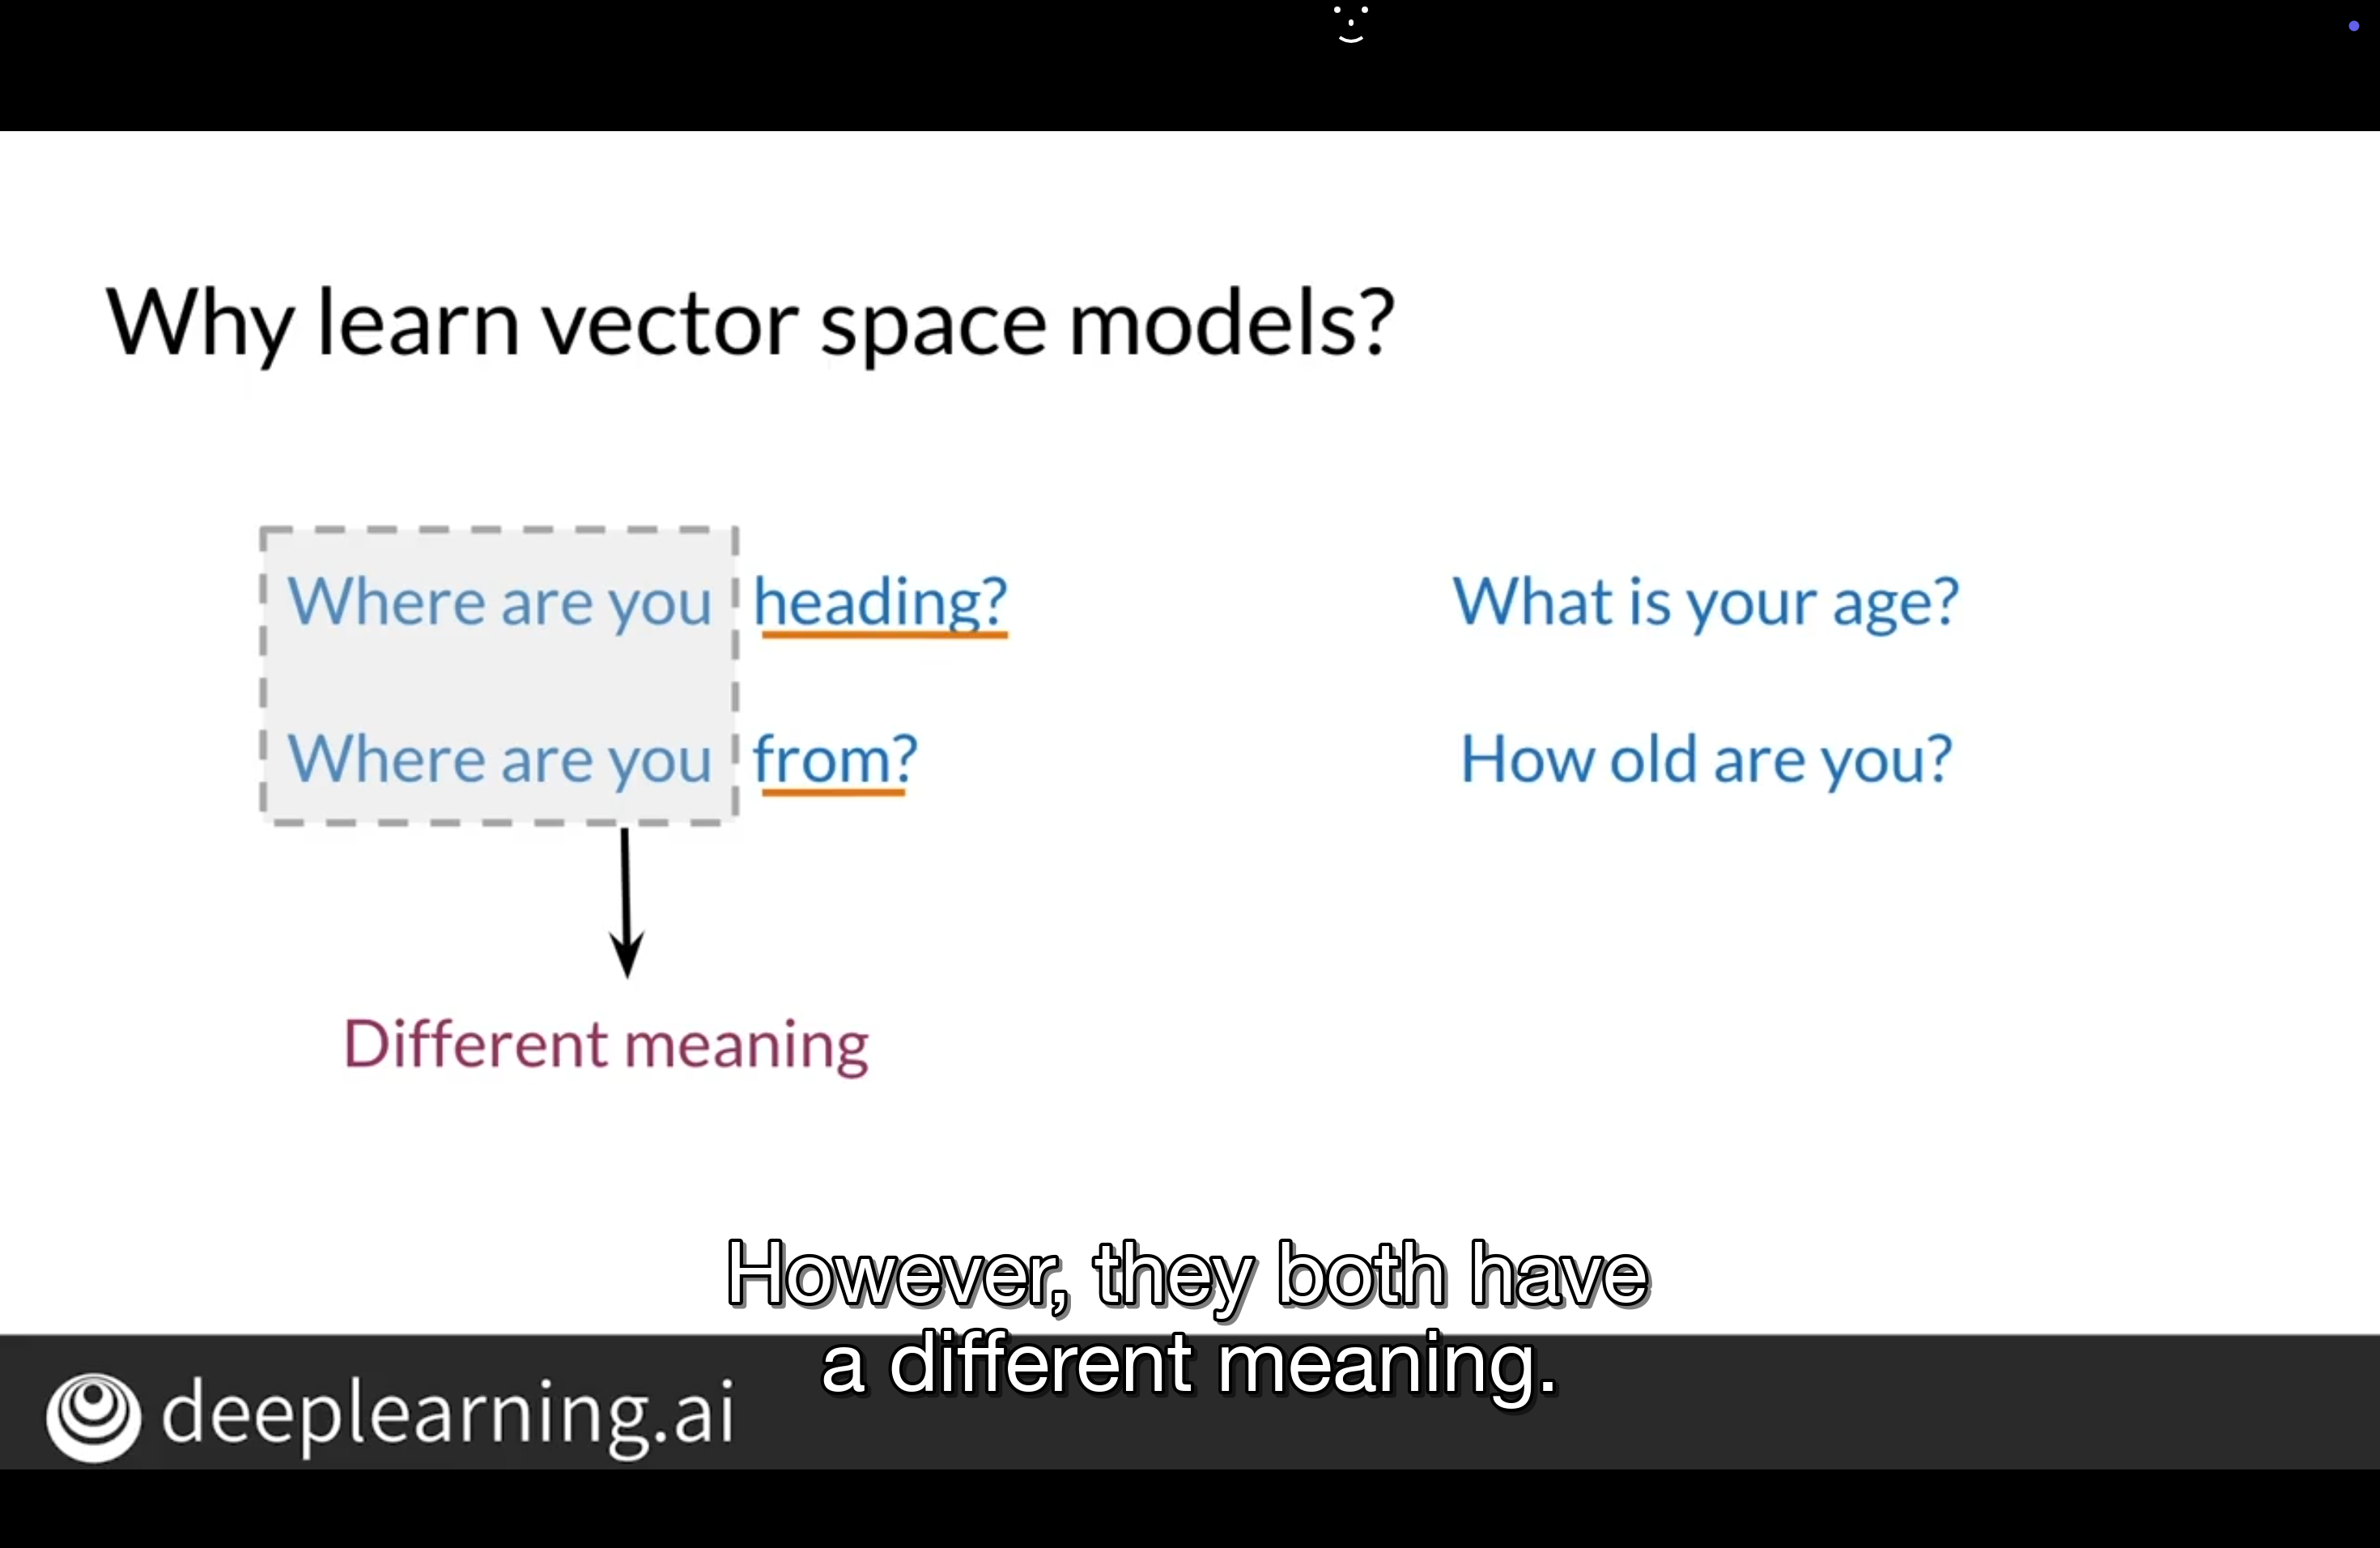 Why learn vector space models?
Where are you heading?
Where are you from?
Different meaning
What is your age?
How old are you?
However, they both have
a different meaning.
deeplearning.ai